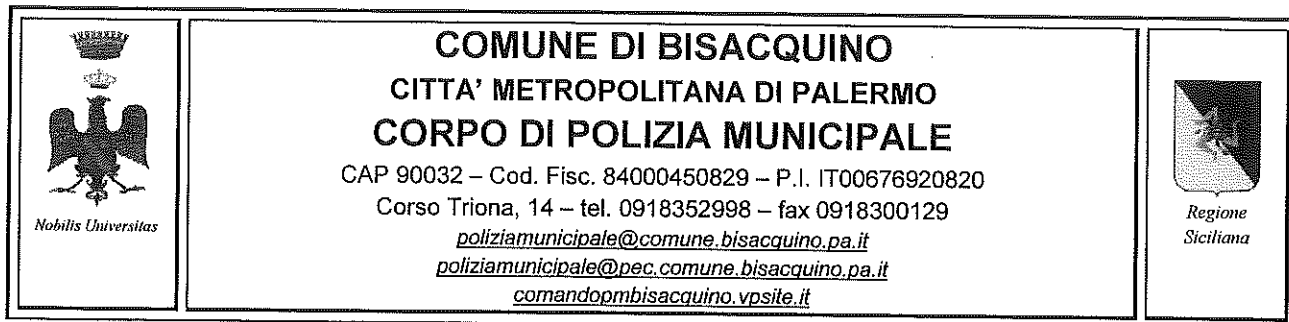 COMUNE DI BISACQUINO
CITTA' METROPOLITANA DI PALERMO
CORPO DI POLIZIA MUNICIPALE
CAP 90032 – Cod. Fisc. 84000450829 – P.I. IT00676920820
Corso Triona, 14 – tel. 0918352998 – fax 0918300129
poliziamunicipale@comune.bisacquino.pa.it
poliziamunicipale@pec.comune.bisacquino.pa.it
comandopmbisacquino.vpsite.it
Nobilis Universitas
Regione
Siciliana